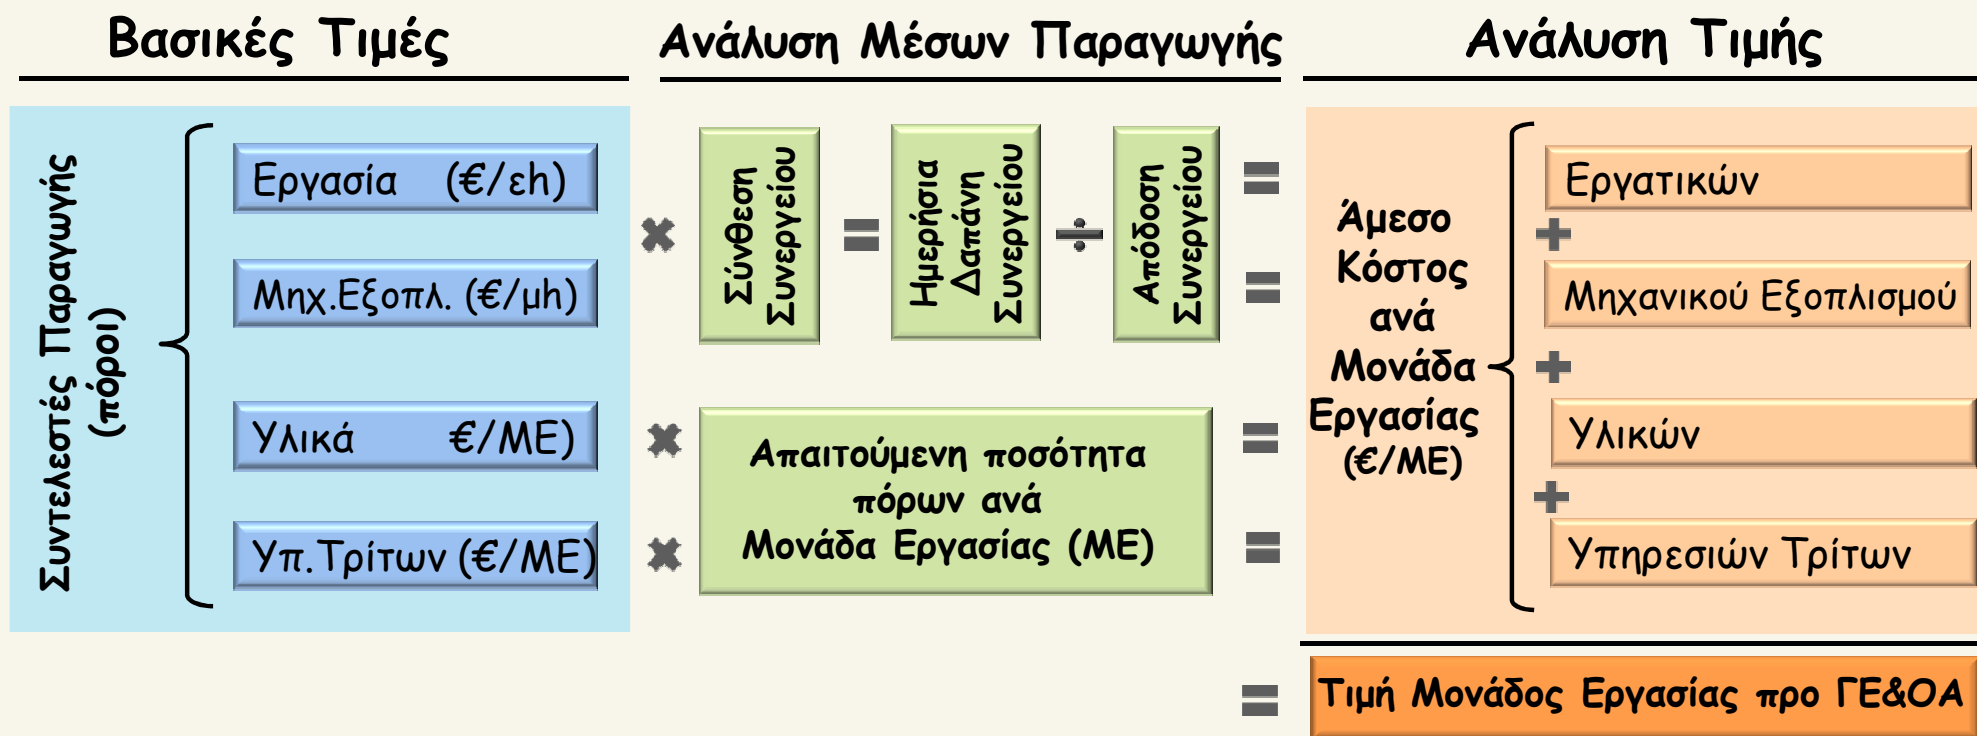 Βασικές Τιμές
Ανάλυση Μέσων Παραγωγής
Ανάλυση Τιμής
Συντελεστές Παραγωγής
(πόροι)
Εργασία (€/εh)
Μηχ.Εξοπλ. (€/μh)
Υλικά €/ΜΕ)
Υπ.Τρίτων (€/ΜΕ)
Σύνθεση
Συνεργείου
=
Ημερήσια
Δαπάνη
Συνεργείου
÷
Απόδοση
Συνεργείου
=
=
Απαιτούμενη ποσότητα
πόρων ανά
Μονάδα Εργασίας (ΜΕ)
=
=
Άμεσο
Κόστος
ανά
Μονάδα
Εργασίας
(€/ΜΕ)
Εργατικών
+
Μηχανικού Εξοπλισμού
+
Υλικών
+
Υπηρεσιών Τρίτων
=
Τιμή Μονάδος Εργασίας προ ΓΕ&ΟΑ